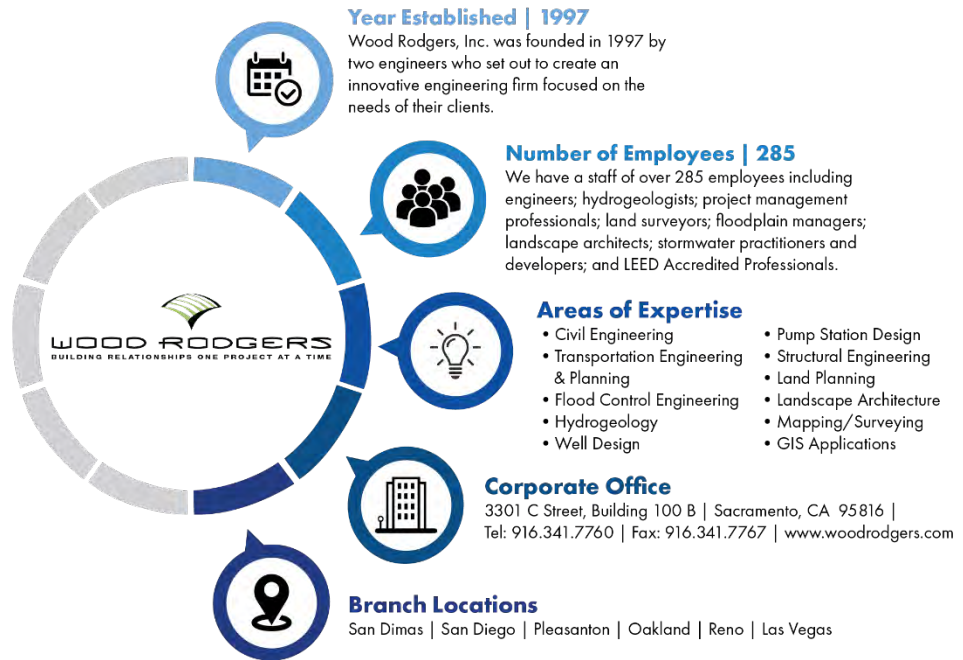 Year Established | 1997
Wood Rodgers, Inc. was founded in 1997 by
two engineers who set out to create an
innovative engineering firm focused on the
needs of their clients.
Number of Employees | 285
We have a staff of over 285 employees including
engineers; hydrogeologists; project management
professionals; land surveyors; floodplain managers;
landscape architects; stormwater practitioners and
developers; and LEED Accredited Professionals.
WOOD RODGERS
BUILDING RELATIONSHIPS ONE PROJECT AT A TIME
Areas of Expertise
• Civil Engineering
• Transportation Engineering
& Planning
• Flood Control Engineering
• Hydrogeology
• Well Design
• Pump Station Design
• Structural Engineering
• Land Planning
• Landscape Architecture
• Mapping/Surveying
• GIS Applications
Corporate Office
3301 C Street, Building 100 B | Sacramento, CA 95816 |
Tel: 916.341.7760 | Fax: 916.341.7767 | www.woodrodgers.com
Branch Locations
San Dimas | San Diego | Pleasanton | Oakland | Reno | Las Vegas